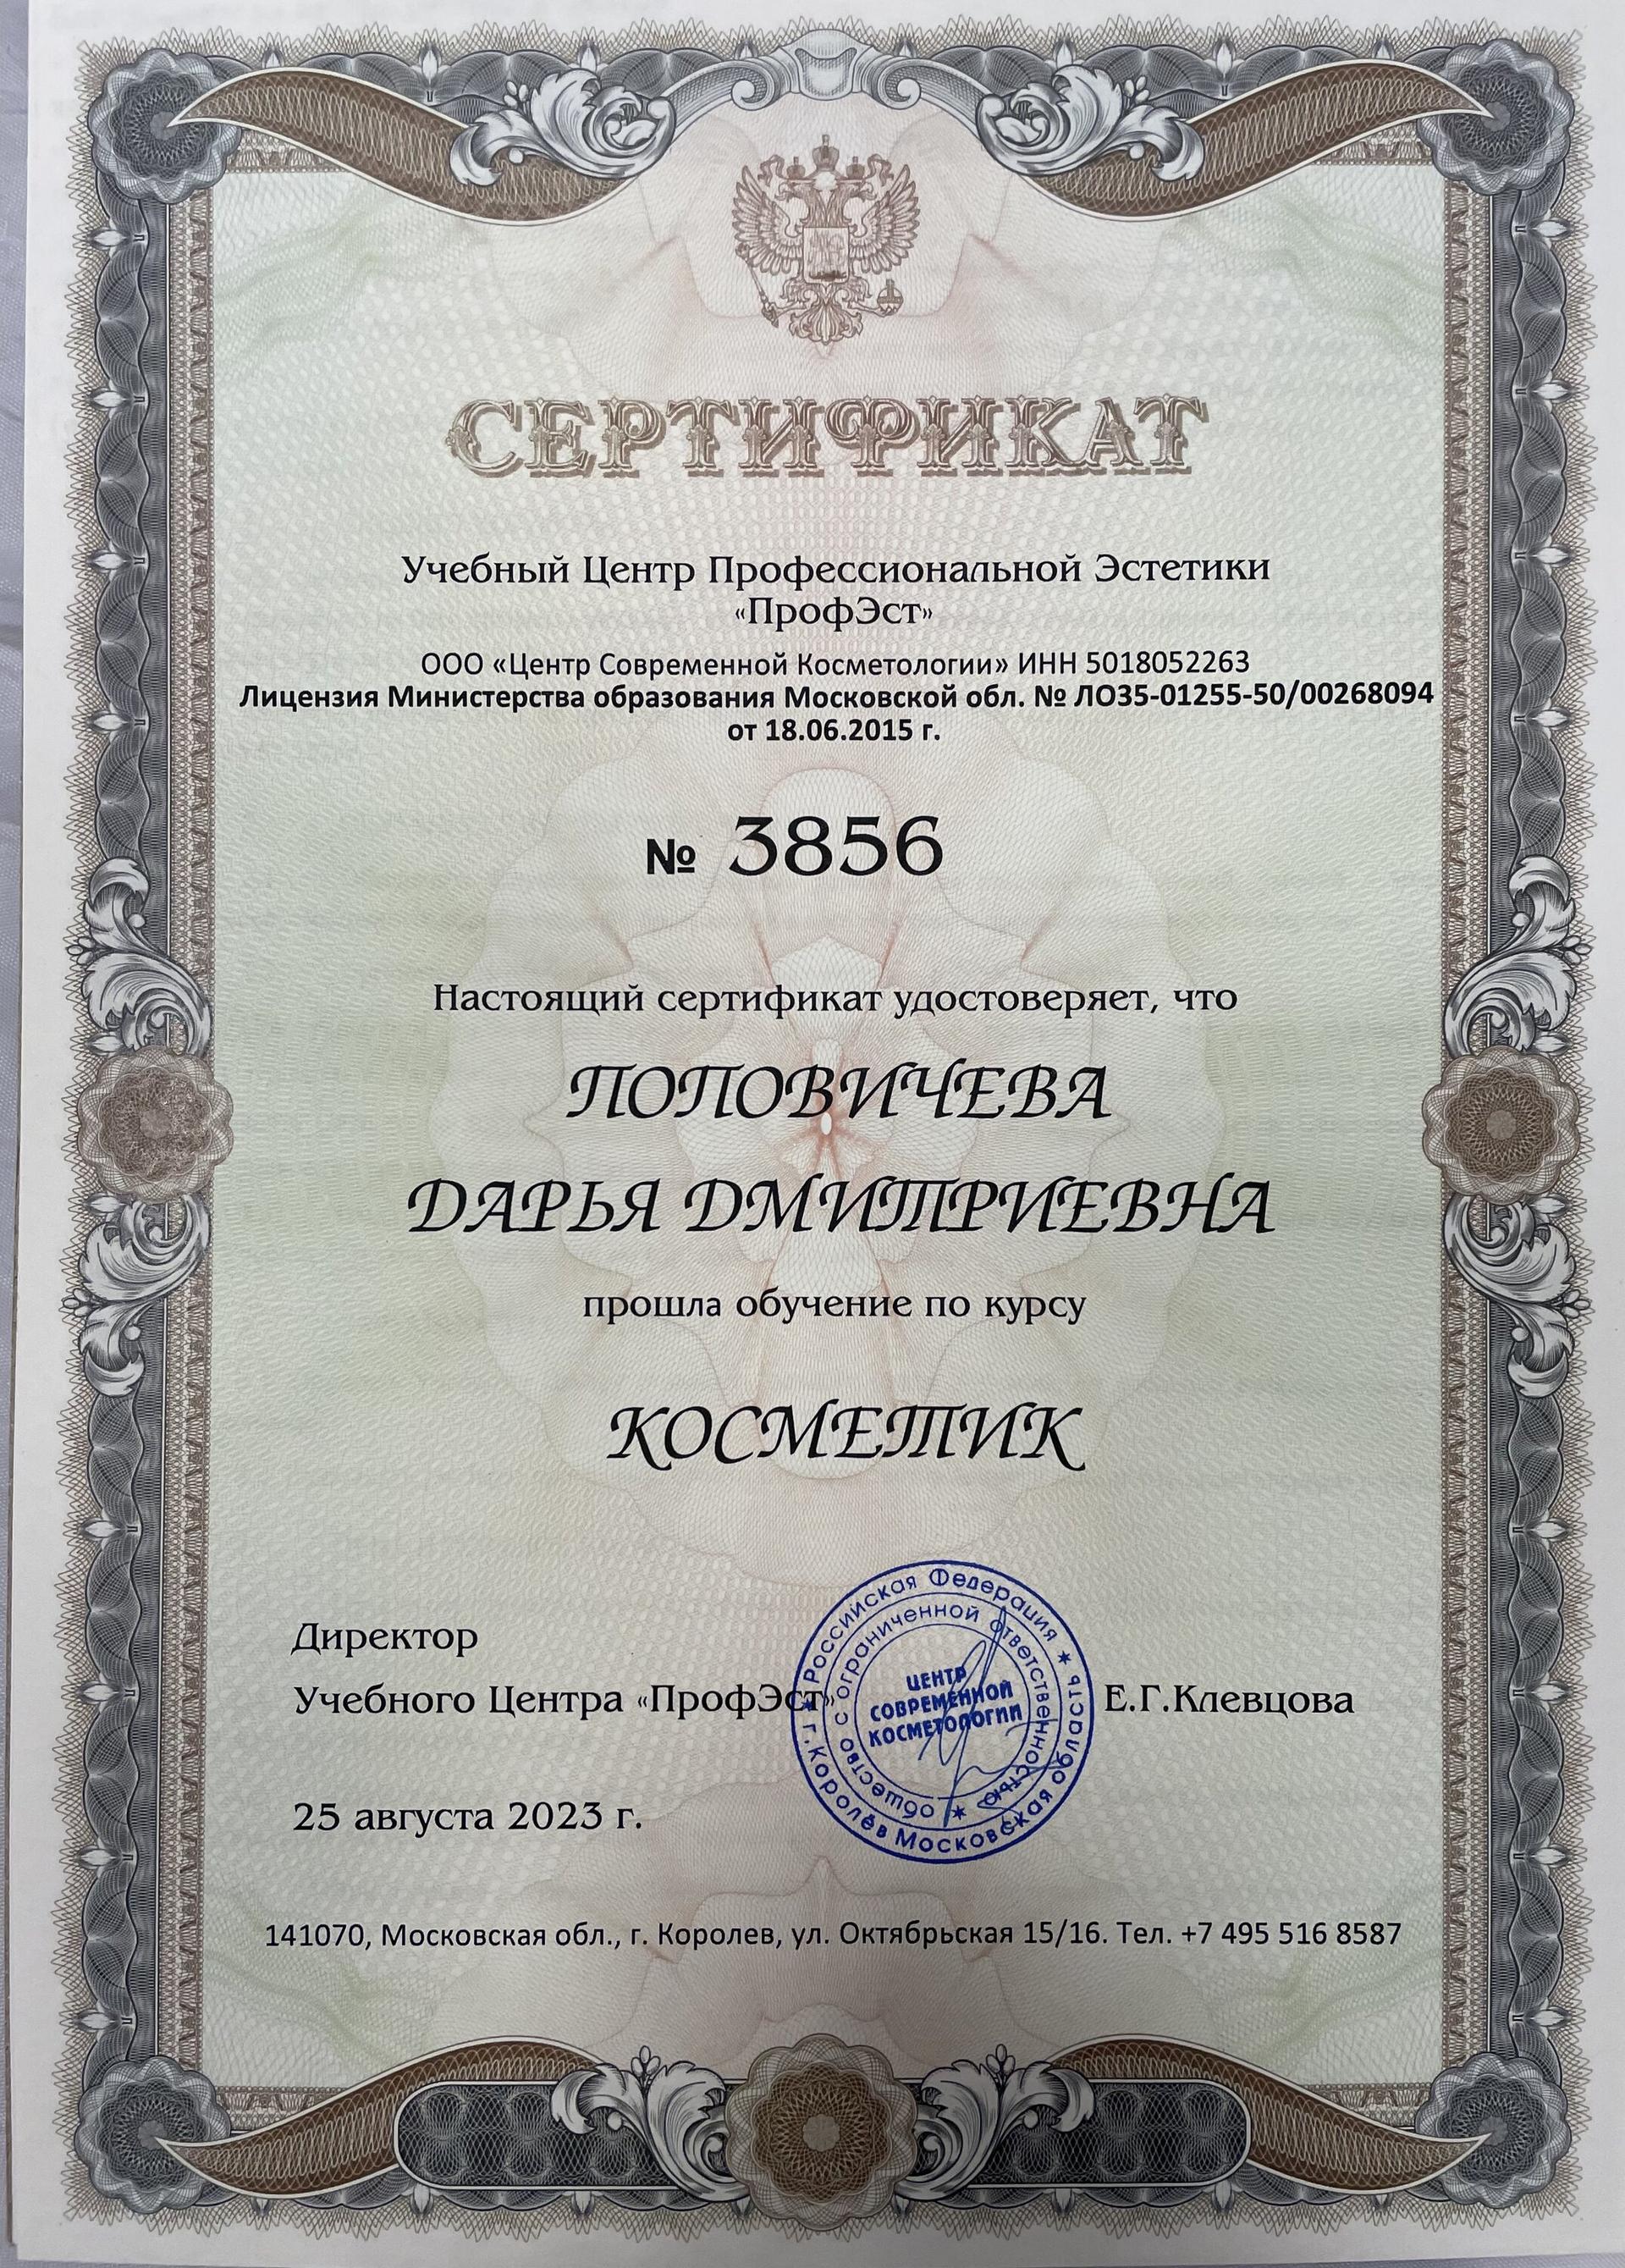 СЕРТИФИКАТ
Учебный Центр Профессиональной Эстетики
«ПрофЭст»
ООО «Центр Современной Косметологии» ИНН 5018052263
Лицензия Министерства образования Московской обл. № ЛО35-01255-50/00268094
от 18.06.2015 г.
№ 3856
Настоящий сертификат удостоверяет, что
ПОПОВИЧЕВА
ДАРЬЯ ДМИТРИЕВНА
прошла обучение по курсу
КОСМЕТИК
Директор
Учебного Центра «ПрофЭст»
Е.Г.Клевцова
★ Российская Федерация ★ г.Королёв Московская область
Общество с ограниченной ответственностью ★
ЦЕНТР
СОВРЕМЕННОЙ
КОСМЕТОЛОГИИ
25 августа 2023 г.
141070, Московская обл., г. Королев, ул. Октябрьская 15/16. Тел. +7 495 516 8587